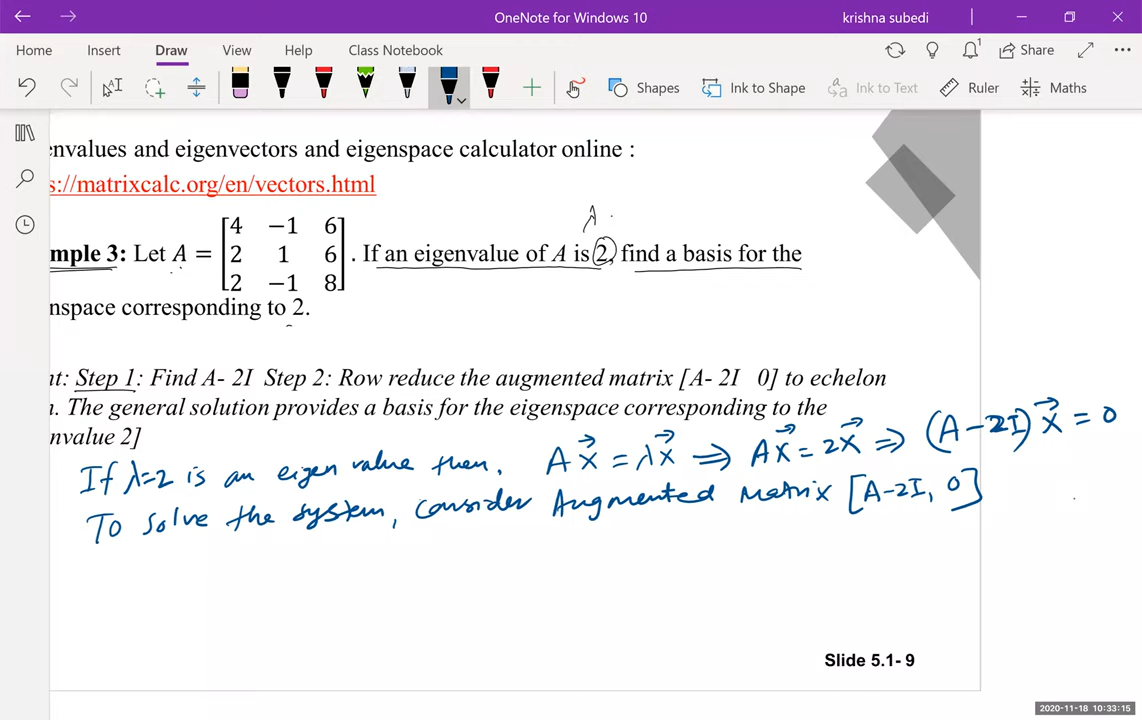 OneNote for Windows 10
krishna subedi
Home Insert Draw View Help Class Notebook
1 Share
Shapes Ink to Shape Ink to Text Ruler Maths
envalues and eigenvectors and eigenspace calculator online :
s://matrixcalc.org/en/vectors.html
λ
mple 3: Let A = [4 −1 6; 2 1 6; 2 −1 8]. If an eigenvalue of A is 2, find a basis for the
nspace corresponding to 2.
nt: Step 1: Find A- 2I Step 2: Row reduce the augmented matrix [A- 2I 0] to echelon
n. The general solution provides a basis for the eigenspace corresponding to the
nvalue 2]
If λ=2 is an eigen value then, Ax⃗ = λx⃗ ⇒ Ax⃗ = 2x⃗ ⇒ (A-2I)x⃗ = 0
To solve the system, consider Augmented matrix [A-2I, 0]
Slide 5.1- 9
2020-11-18 10:33:15